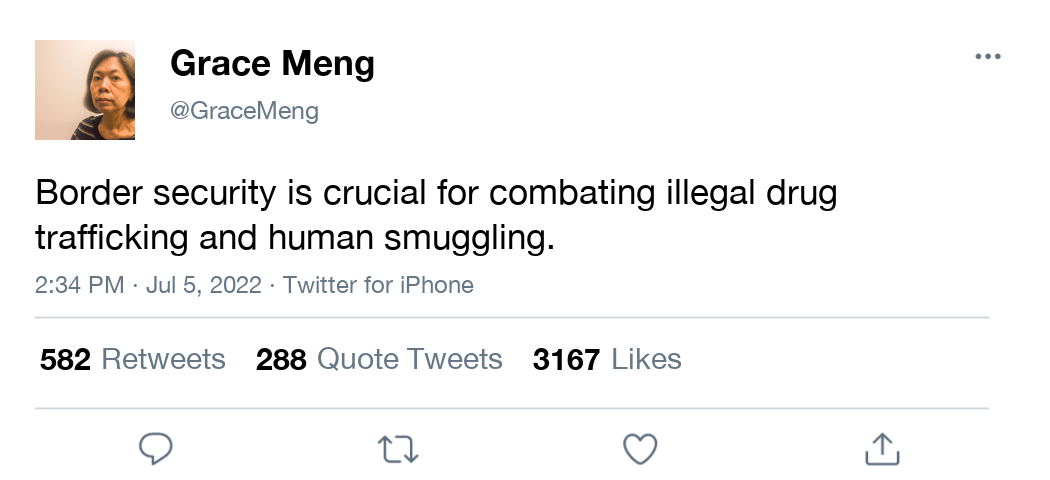 Grace Meng
@GraceMeng
Border security is crucial for combating illegal drug
trafficking and human smuggling.
2:34 PM · Jul 5, 2022 · Twitter for iPhone
582 Retweets 288 Quote Tweets 3167 Likes